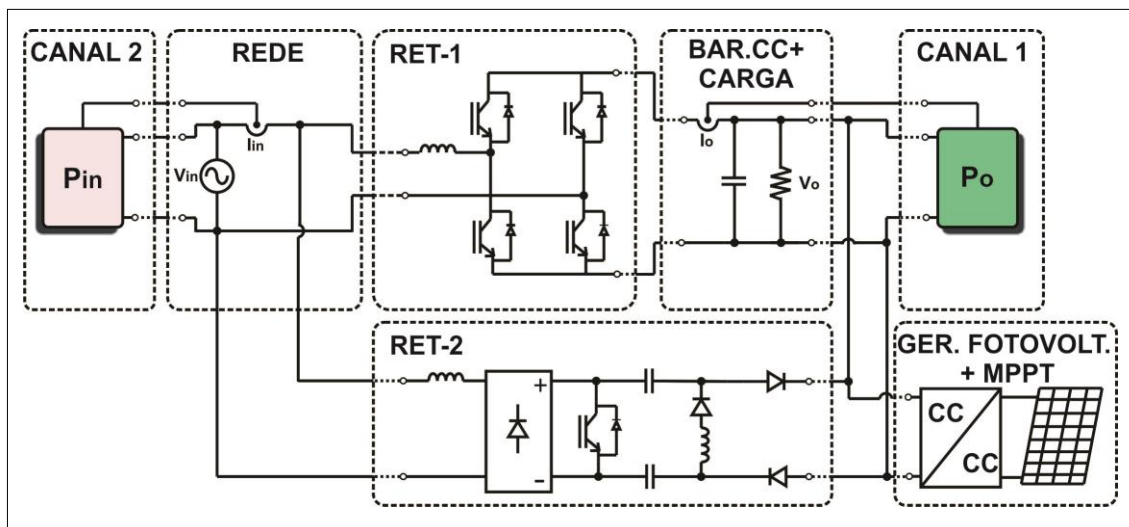 CANAL 2
REDE
RET-1
BAR.CC+
CARGA
CANAL 1
Pin
Vin
Iin
Io
Vo
Po
RET-2
+
-
GER. FOTOVOLT.
+ MPPT
CC
CC